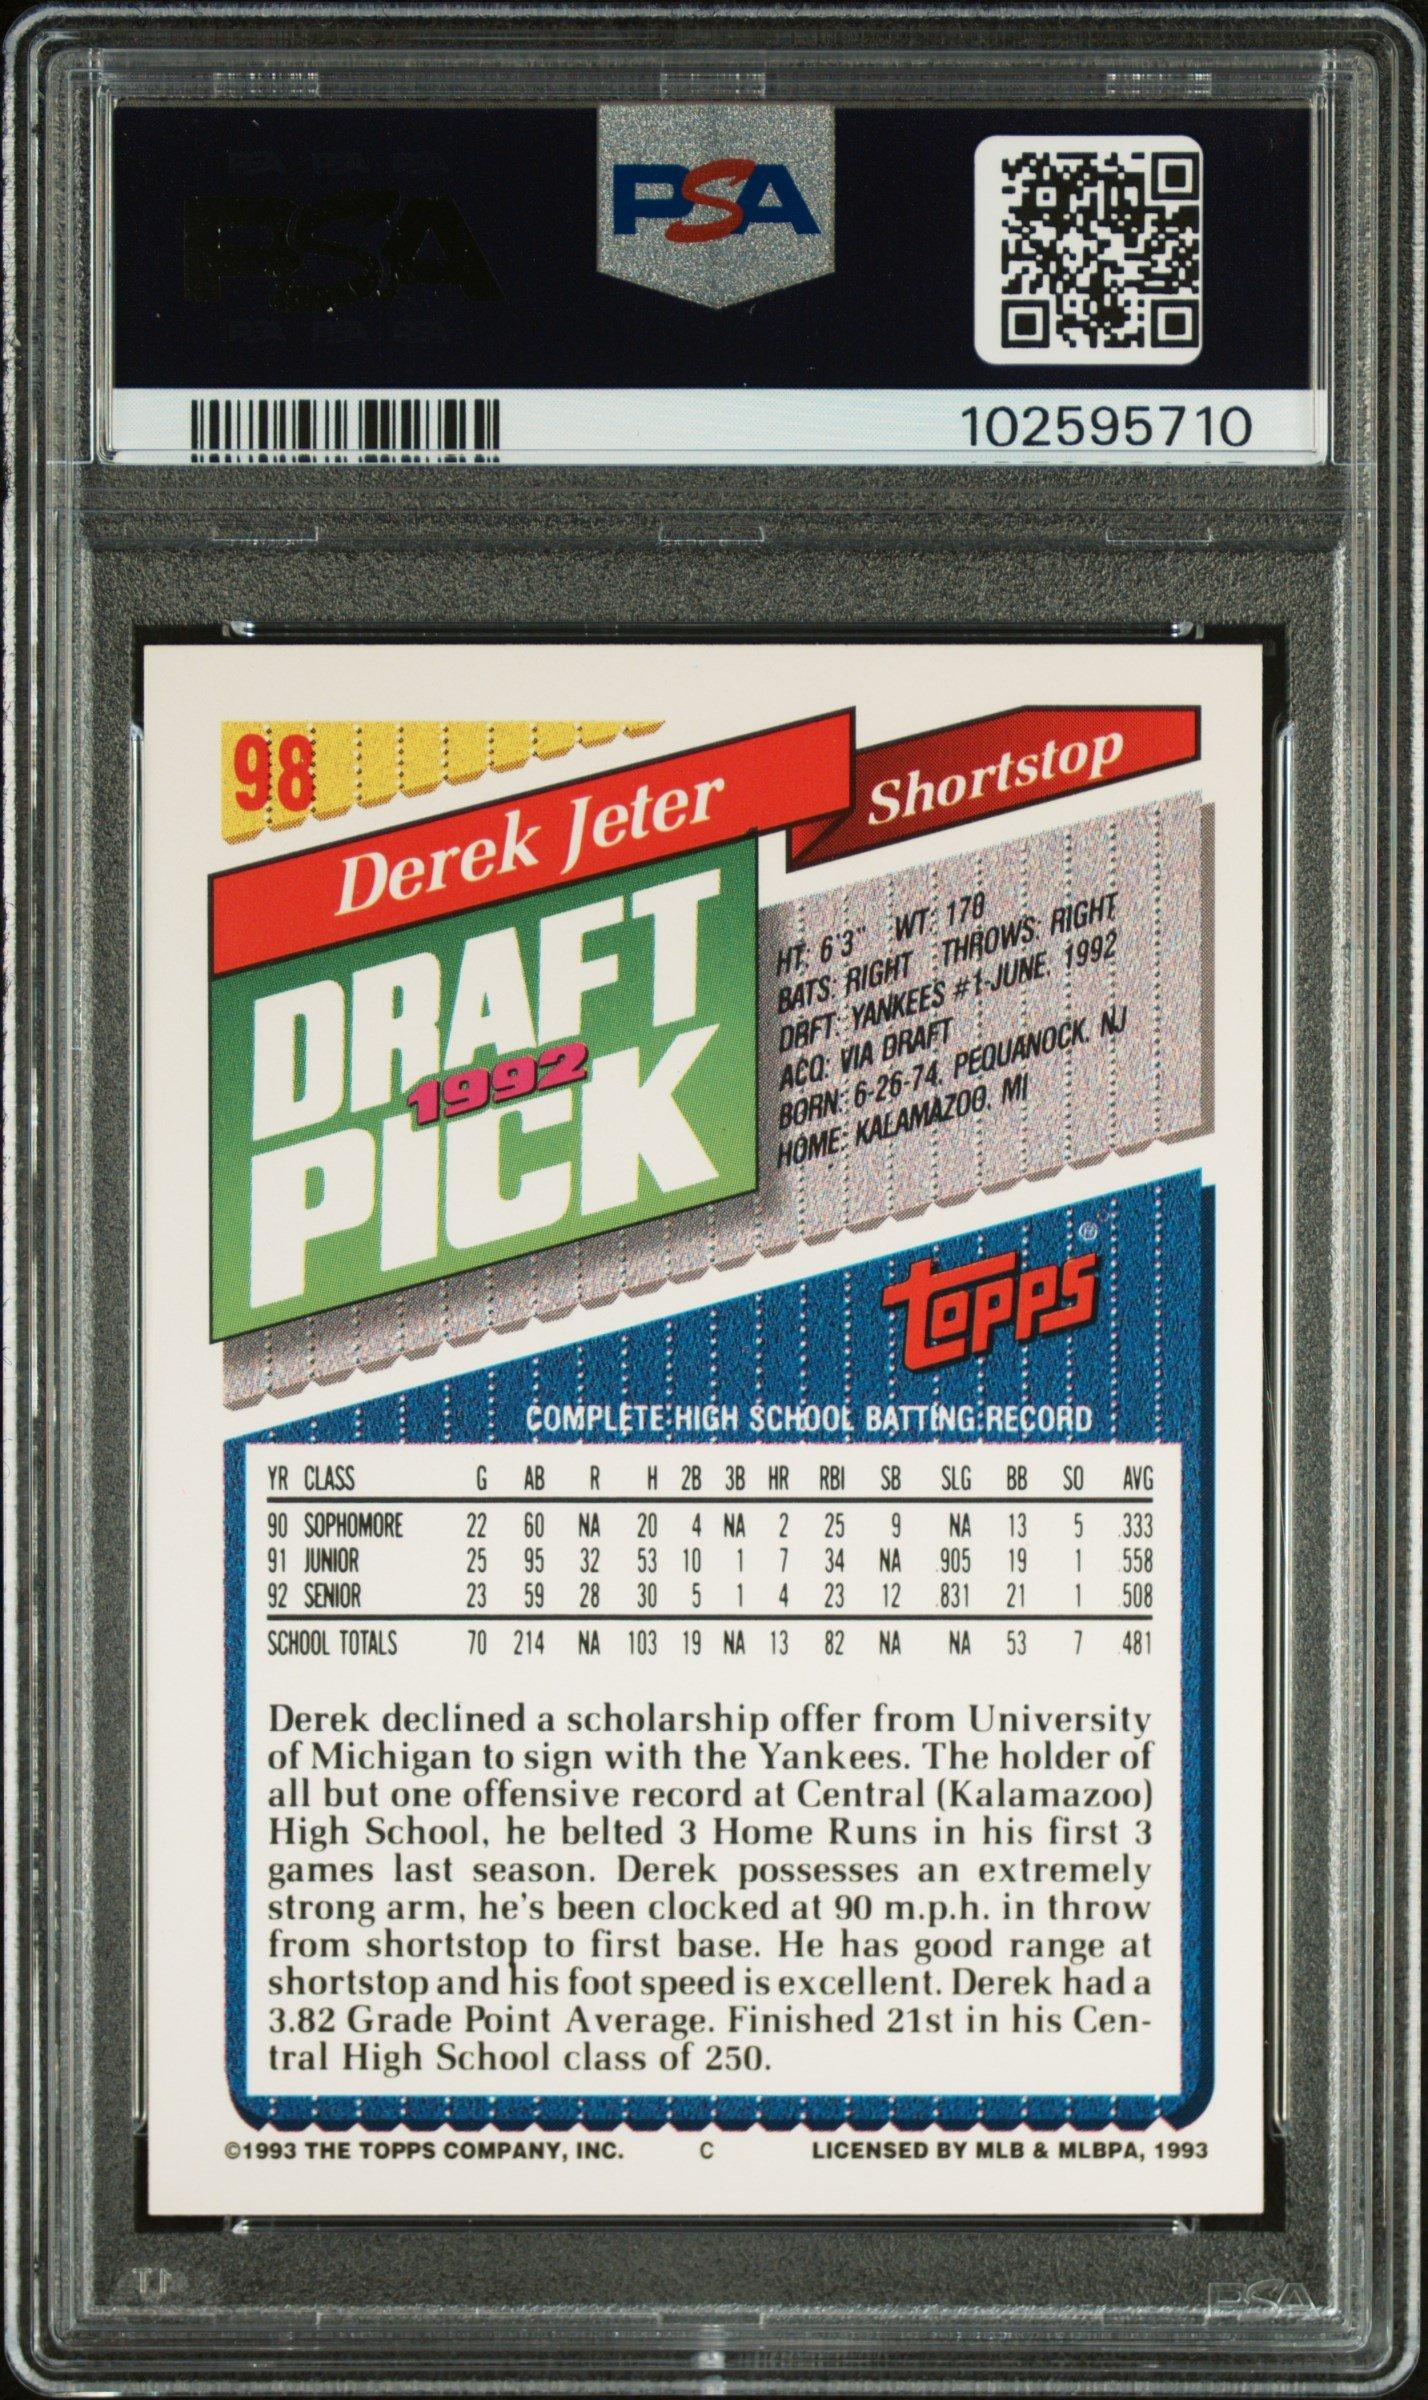 PSA
PSA
102595710
98
Derek Jeter
Shortstop
DRAFT
1992
PICK
HT: 6'3" WT: 170
BATS: RIGHT THROWS: RIGHT
DRFT: YANKEES #1-JUNE, 1992
ACQ: VIA DRAFT
BORN: 6-26-74, PEQUANOCK, NJ
HOME: KALAMAZOO, MI
TOPPS ®
COMPLETE HIGH SCHOOL BATTING RECORD
YR CLASS G AB R H 2B 3B HR RBI SB SLG BB SO AVG
90 SOPHOMORE 22 60 NA 20 4 NA 2 25 9 NA 13 5 .333
91 JUNIOR 25 95 32 53 10 1 7 34 NA .905 19 1 .558
92 SENIOR 23 59 28 30 5 1 4 23 12 .831 21 1 .508
SCHOOL TOTALS 70 214 NA 103 19 NA 13 82 NA NA 53 7 .481
Derek declined a scholarship offer from University
of Michigan to sign with the Yankees. The holder of
all but one offensive record at Central (Kalamazoo)
High School, he belted 3 Home Runs in his first 3
games last season. Derek possesses an extremely
strong arm, he's been clocked at 90 m.p.h. in throw
from shortstop to first base. He has good range at
shortstop and his foot speed is excellent. Derek had a
3.82 Grade Point Average. Finished 21st in his Cen-
tral High School class of 250.
©1993 THE TOPPS COMPANY, INC. C LICENSED BY MLB & MLBPA, 1993
PSA